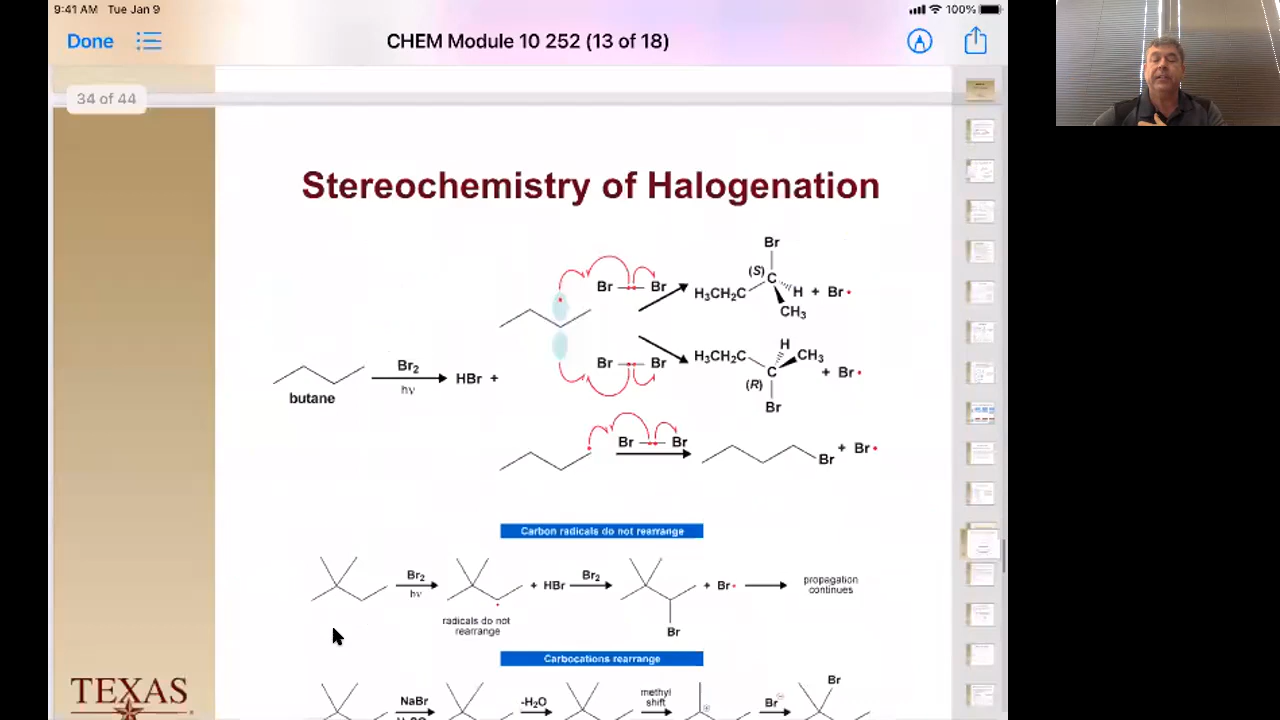 9:41 AM Tue Jan 9
100%
Done
CHEM Module 10 252 (13 of 18)
34 of 44
Stereochemistry of Halogenation
Br
(S)
Br Br
C
H
+ Br•
H₃CH₂C
CH₃
H
Br Br
H₃CH₂C
CH₃
Br₂
C
+ Br•
HBr +
hν
(R)
butane
Br
Br Br
+ Br•
Br
Carbon radicals do not rearrange
Br₂
hν
+ HBr
Br₂
+ Br•
propagation
continues
radicals do not
rearrange
Br
Carbocations rearrange
TEXAS
NaBr
-H₂O
methyl
shift
⊕
Br⊖
Br